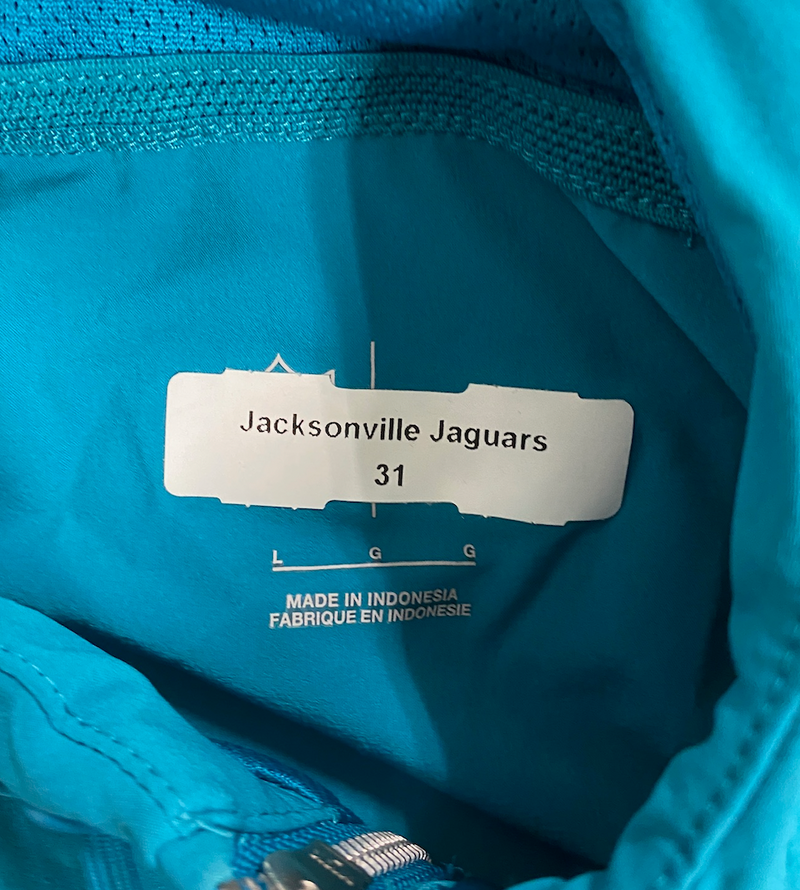 Jacksonville Jaguars
31
L G G
MADE IN INDONESIA
FABRIQUE EN INDONESIE